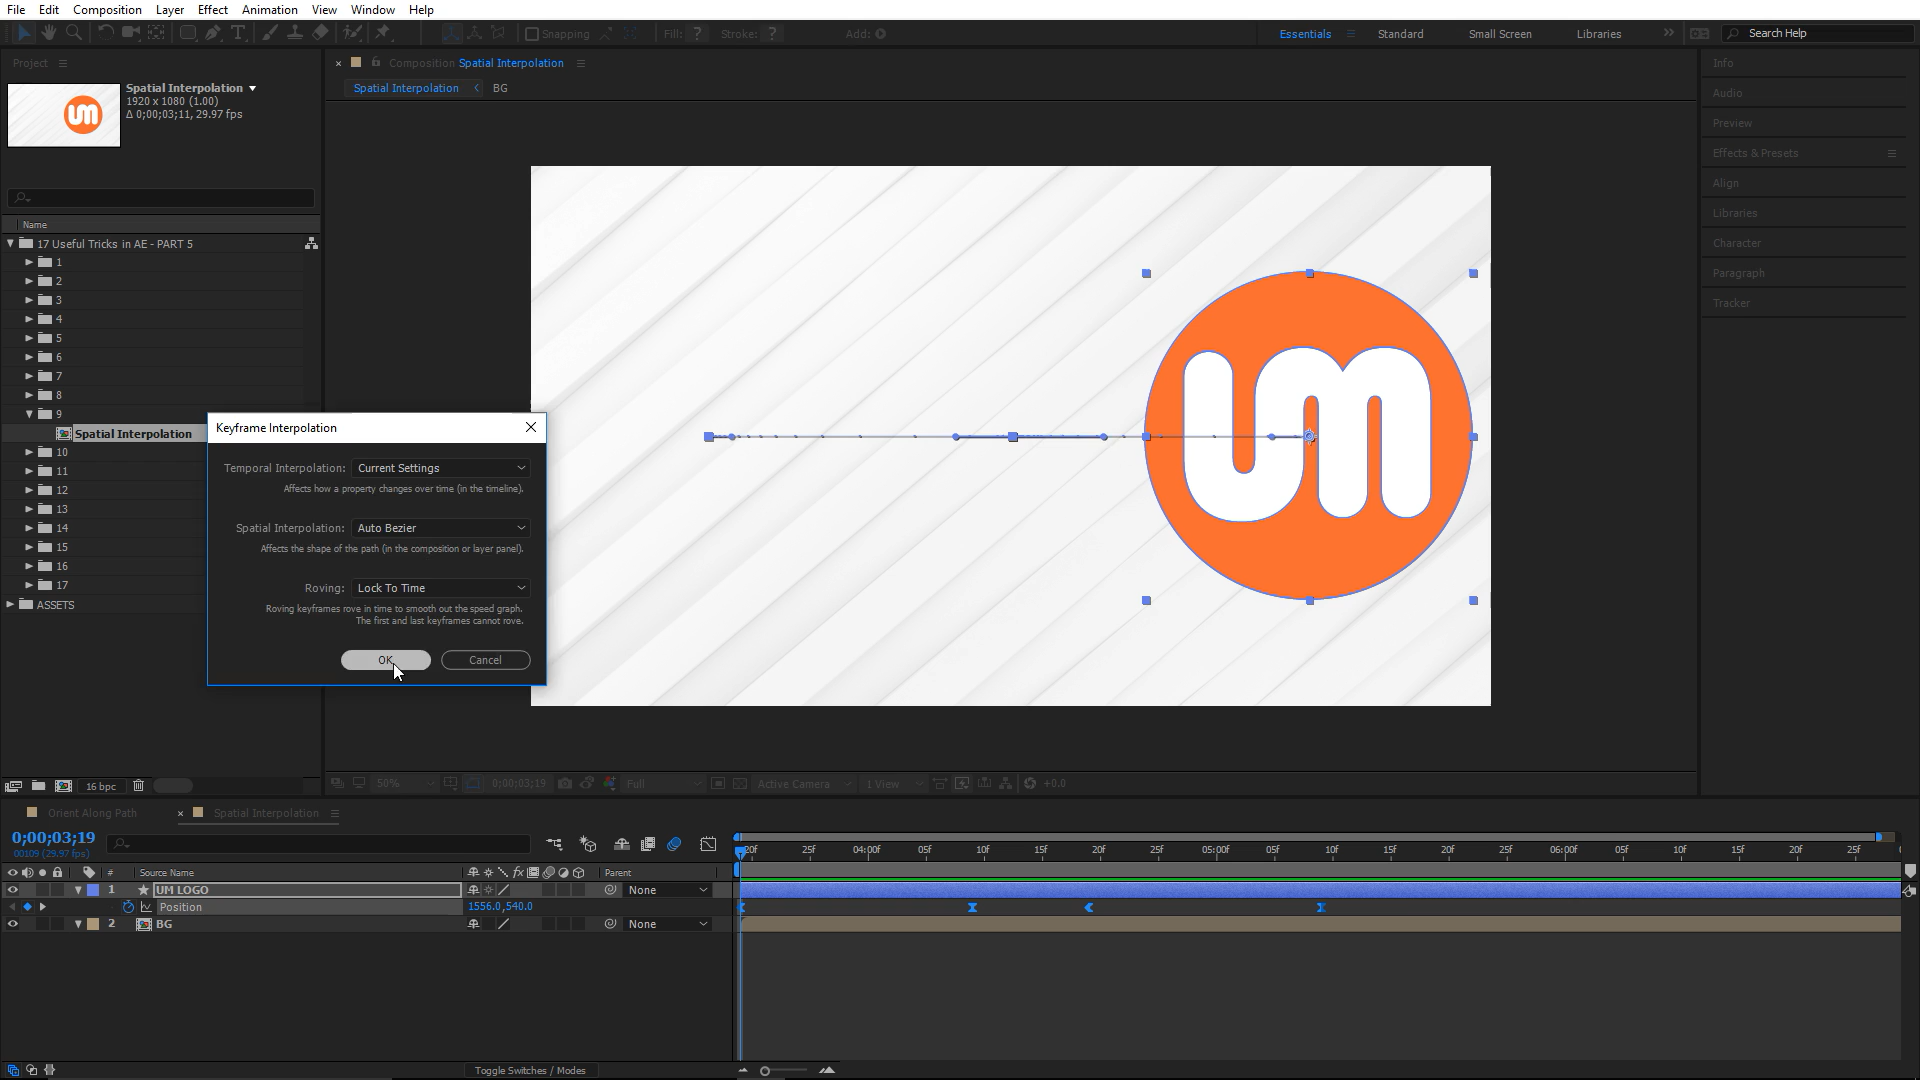 File Edit Composition Layer Effect Animation View Window Help
Snapping Fill: ? Stroke: ? Add: Essentials Standard Small Screen Libraries Search Help
Project
Spatial Interpolation
1920 x 1080 (1.00)
Δ 0;00;03;11, 29.97 fps
Name
17 Useful Tricks in AE - PART 5
1
2
3
4
5
6
7
8
9
Spatial Interpolation
10
11
12
13
14
15
16
17
ASSETS
16 bpc
Composition Spatial Interpolation
Spatial Interpolation BG
um
Keyframe Interpolation
Temporal Interpolation: Current Settings
Affects how a property changes over time (in the timeline).
Spatial Interpolation: Auto Bezier
Affects the shape of the path (in the composition or layer panel).
Roving: Lock To Time
Roving keyframes rove in time to smooth out the speed graph.
The first and last keyframes cannot rove.
OK Cancel
50% 0;00;03;19 Full Active Camera 1 View +0.0
Info
Audio
Preview
Effects & Presets
Align
Libraries
Character
Paragraph
Tracker
Orient Along Path Spatial Interpolation
0;00;03;19
00109 (29.97 fps)
20f 25f 04:00f 05f 10f 15f 20f 25f 05:00f 05f 10f 15f 20f 25f 06:00f 05f 10f 15f 20f 25f
# Source Name fx Parent
1 UM LOGO None
Position 1556.0,540.0
2 BG None
Toggle Switches / Modes